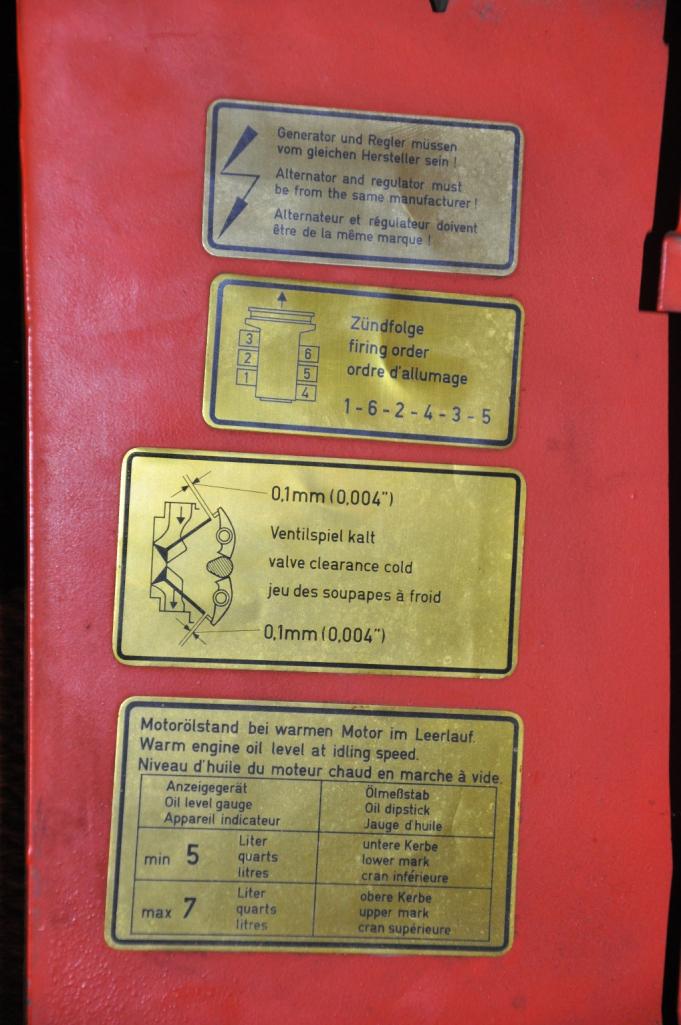 Generator und Regler müssen
vom gleichen Hersteller sein !
Alternator and regulator must
be from the same manufacturer !
Alternateur et régulateur doivent
être de la même marque !
3
2
1
6
5
4
Zündfolge
firing order
ordre d'allumage
1 - 6 - 2 - 4 - 3 - 5
0,1mm (0,004")
Ventilspiel kalt
valve clearance cold
jeu des soupapes à froid
0,1mm (0,004")
Motorölstand bei warmen Motor im Leerlauf.
Warm engine oil level at idling speed.
Niveau d'huile du moteur chaud en marche à vide.
Anzeigegerät
Oil level gauge
Appareil indicateur
Ölmeßstab
Oil dipstick
Jauge d'huile
min 5
Liter
quarts
litres
untere Kerbe
lower mark
cran inférieure
max 7
Liter
quarts
litres
obere Kerbe
upper mark
cran supérieure